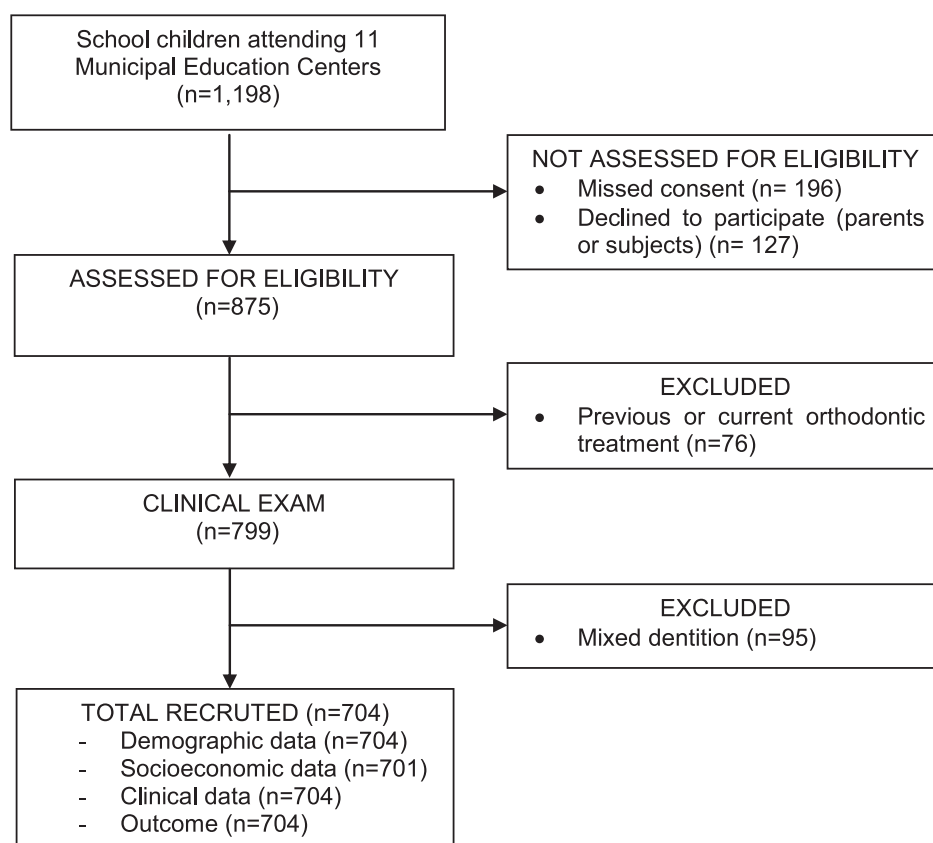 School children attending 11
Municipal Education Centers
(n=1,198)
NOT ASSESSED FOR ELIGIBILITY
• Missed consent (n= 196)
• Declined to participate (parents
or subjects) (n= 127)
ASSESSED FOR ELIGIBILITY
(n=875)
EXCLUDED
• Previous or current orthodontic
treatment (n=76)
CLINICAL EXAM
(n=799)
EXCLUDED
• Mixed dentition (n=95)
TOTAL RECRUTED (n=704)
- Demographic data (n=704)
- Socioeconomic data (n=701)
- Clinical data (n=704)
- Outcome (n=704)